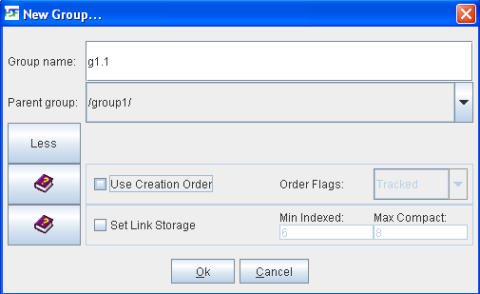 New Group...
Group name: g1.1
Parent group: /group1/
Less
Use Creation Order Order Flags: Tracked
Set Link Storage Min Indexed: Max Compact:
6 8
Ok Cancel